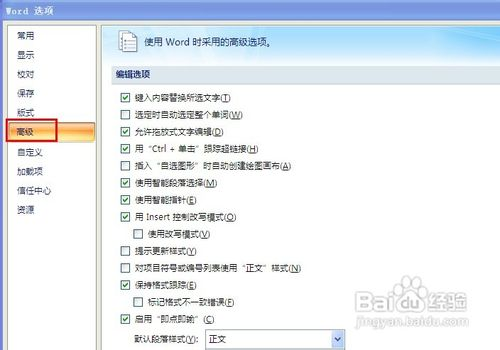 Word 选项
常用
显示
校对
保存
版式
高级
自定义
加载项
信任中心
资源
使用 Word 时采用的高级选项。
编辑选项
键入内容替换所选文字(T)
选定时自动选定整个单词(W)
允许拖放式文字编辑(D)
用“Ctrl + 单击”跟踪超链接(H)
插入“自选图形”时自动创建绘图画布(A)
使用智能段落选择(M)
使用智能指针(E)
用 Insert 控制改写模式(O)
使用改写模式(V)
提示更新样式(Y)
对项目符号或编号列表使用“正文”样式(N)
保持格式跟踪(E)
标记格式不一致错误(F)
启用“即点即输”(C)
默认段落样式(Y):
正文
Baidu 经验
jingyan.baidu.com